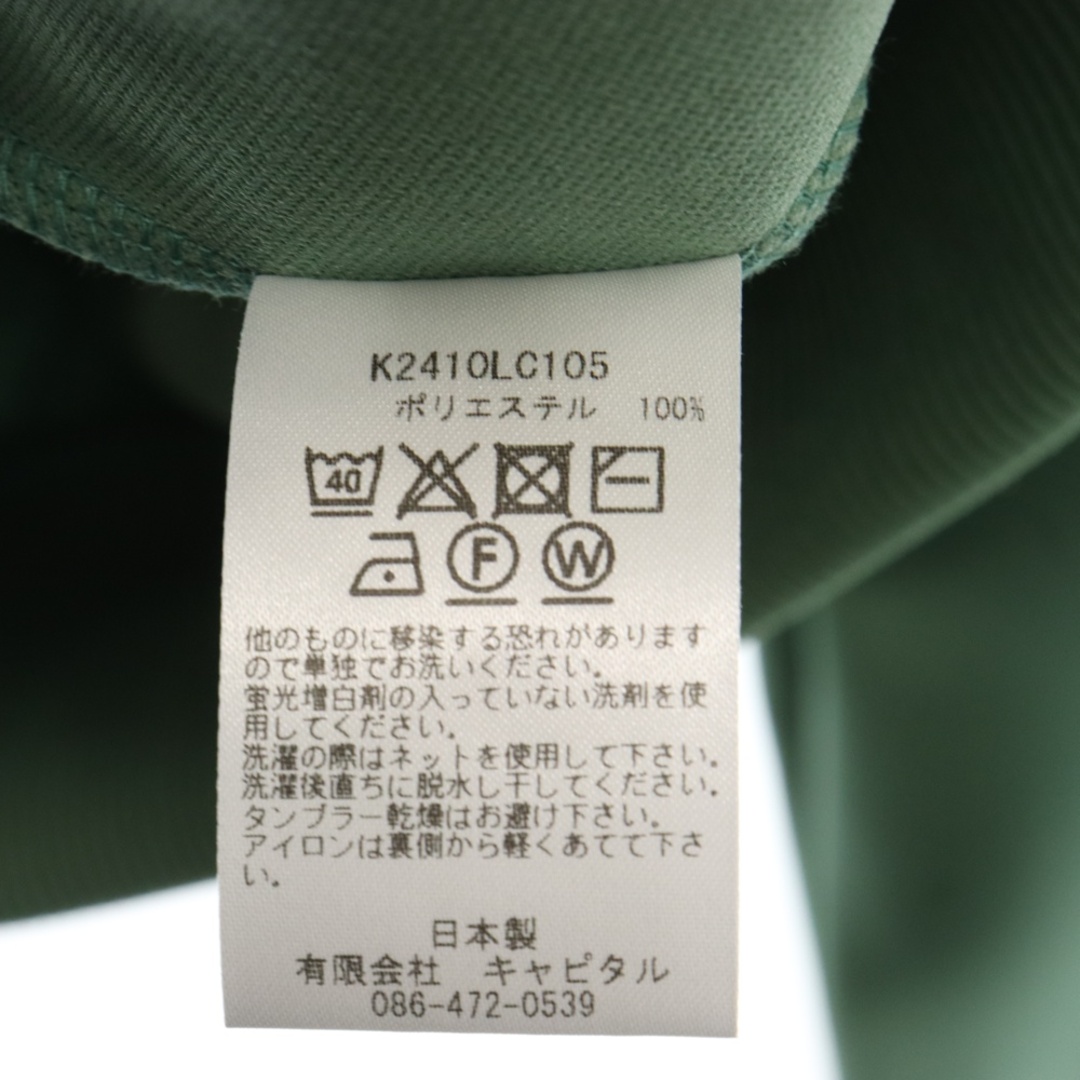 K2410LC105
ポリエステル 100%
40
F W
他のものに移染する恐れがあります
ので単独でお洗いください。
蛍光増白剤の入っていない洗剤を使
用してください。
洗濯の際はネットを使用して下さい。
洗濯後直ちに脱水し干してください。
タンブラー乾燥はお避け下さい。
アイロンは裏側から軽くあてて下さ
い。
日本製
有限会社 キャピタル
086-472-0539